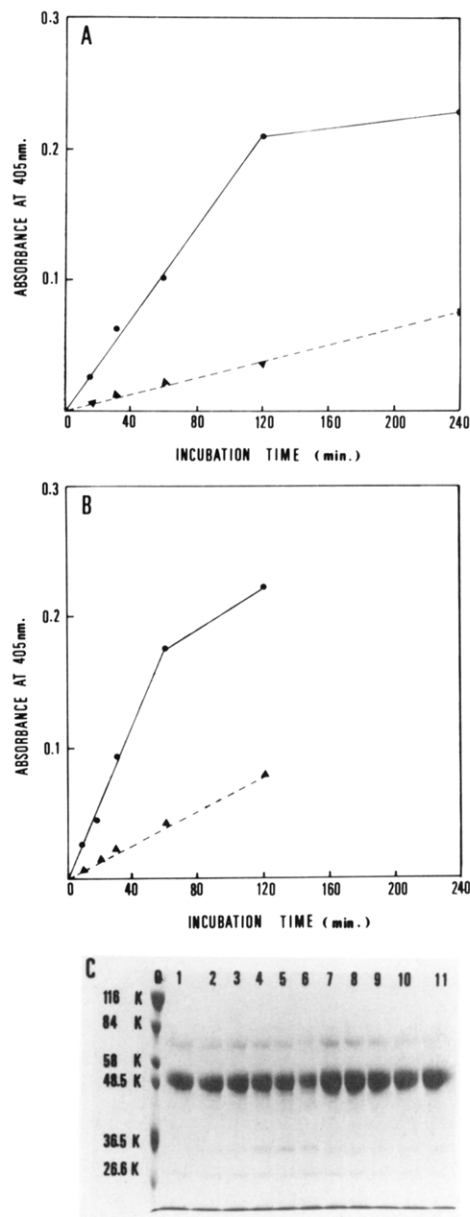 0.3
A
0.2
0.1
ABSORBANCE AT 405nm.
0 40 80 120 160 200 240
INCUBATION TIME (min.)
0.3
B
0.2
0.1
ABSORBANCE AT 405nm.
0 40 80 120 160 200 240
INCUBATION TIME (min.)
C
0 1 2 3 4 5 6 7 8 9 10 11
116 K
84 K
58 K
48.5 K
36.5 K
26.6 K